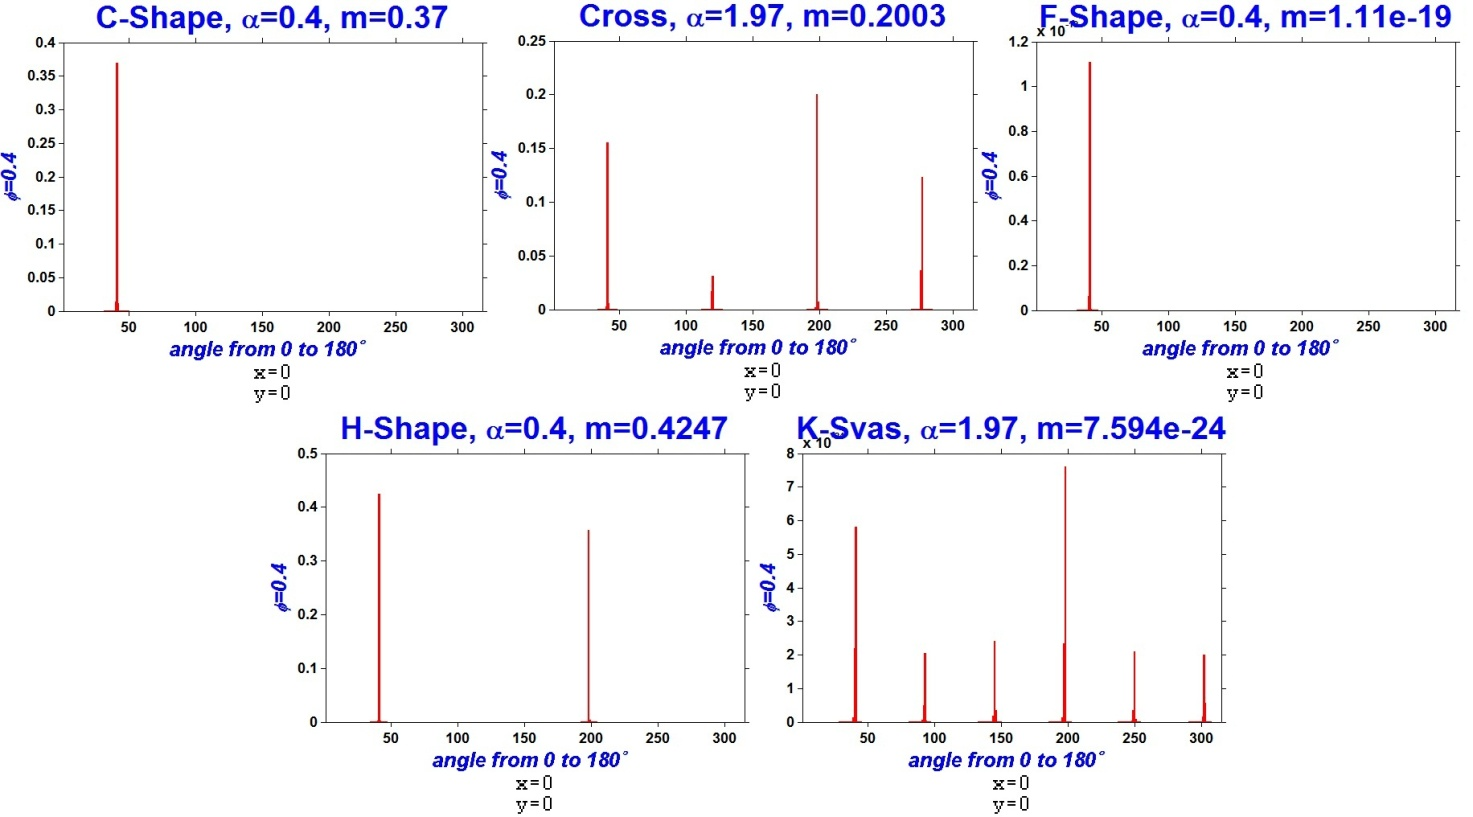 C-Shape, α=0.4, m=0.37
0.4
0.35
0.3
0.25
0.2
0.15
0.1
0.05
0
ϕ=0.4
50 100 150 200 250 300
angle from 0 to 180°
x=0
y=0
Cross, α=1.97, m=0.2003
0.25
0.2
0.15
0.1
0.05
0
ϕ=0.4
50 100 150 200 250 300
angle from 0 to 180°
x=0
y=0
F-Shape, α=0.4, m=1.11e-19
x 10
1.2
1
0.8
0.6
0.4
0.2
0
ϕ=0.4
50 100 150 200 250 300
angle from 0 to 180°
x=0
y=0
H-Shape, α=0.4, m=0.4247
0.5
0.4
0.3
0.2
0.1
0
ϕ=0.4
50 100 150 200 250 300
angle from 0 to 180°
x=0
y=0
K-Svas, α=1.97, m=7.594e-24
x 10
8
7
6
5
4
3
2
1
0
ϕ=0.4
50 100 150 200 250 300
angle from 0 to 180°
x=0
y=0